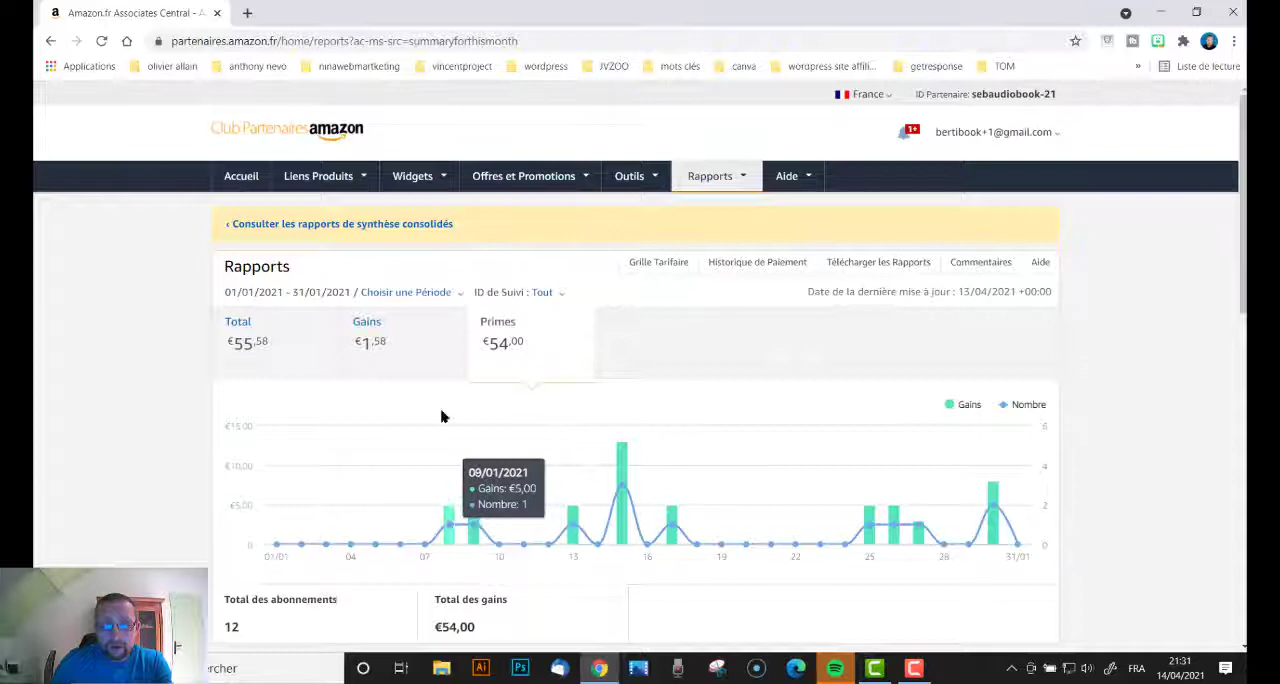 Amazon.fr Associates Central - A
partenaires.amazon.fr/home/reports?ac-ms-src=summaryforthismonth
Applications olivier allain anthony nevo ninawebmarketing vincentproject wordpress JVZOO mots clés canva worpress site affili... getresponse TOM » Liste de lecture
France ID Partenaire: sebaudiobook-21
Club Partenaires amazon 1+ bertibook+1@gmail.com
Accueil Liens Produits Widgets Offres et Promotions Outils Rapports Aide
‹ Consulter les rapports de synthèse consolidés
Rapports Grille Tarifaire Historique de Paiement Télécharger les Rapports Commentaires Aide
01/01/2021 - 31/01/2021 / Choisir une Période ID de Suivi : Tout Date de la dernière mise à jour : 13/04/2021 +00:00
Total Gains Primes
€55,58 €1,58 €54,00
Gains Nombre
€15,00 6
€10,00 4
09/01/2021
Gains: €5,00
Nombre: 1
€5,00 2
0 0
01/01 04 07 10 13 16 19 22 25 28 31/01
Total des abonnements Total des gains
12 €54,00
cher Ai Ps FRA 21:31
14/04/2021